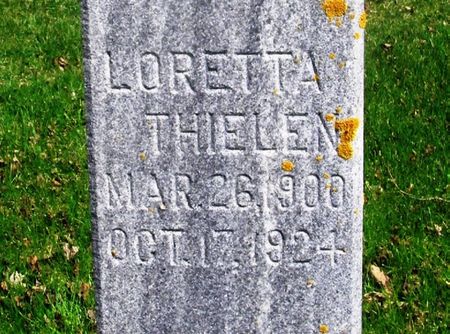 LORETTA
THIELEN
MAR. 26, 1900
OCT. 17, 1924